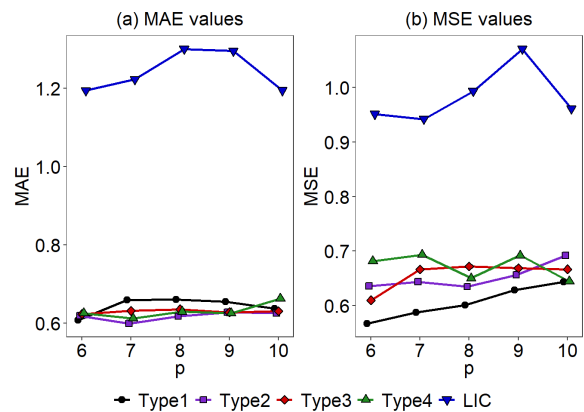 (a) MAE values
(b) MSE values
MAE
1.2
1.0
0.8
0.6
6 7 8 9 10
p
MSE
1.0
0.9
0.8
0.7
0.6
6 7 8 9 10
p
Type1 Type2 Type3 Type4 LIC